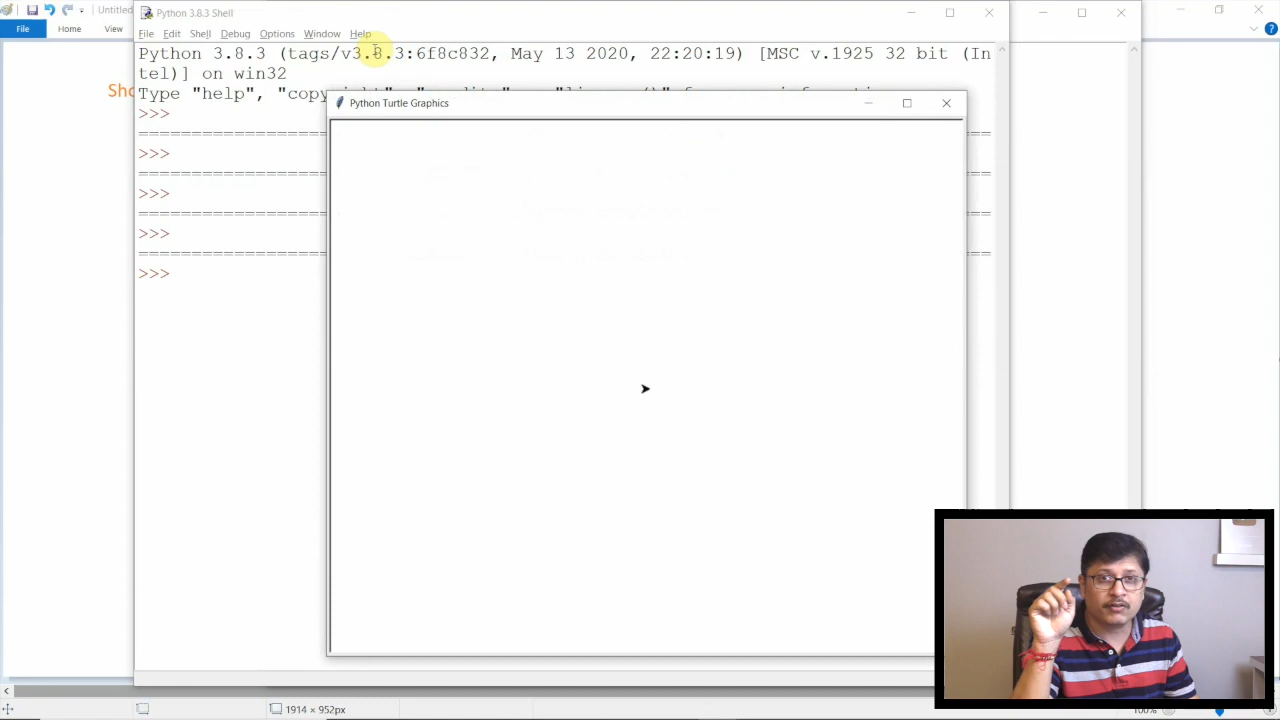 Untitled
Python 3.8.3 Shell
File
Home
View
File Edit Shell Debug Options Window Help
Python 3.8.3 (tags/v3.8.3:6f8c832, May 13 2020, 22:20:19) [MSC v.1925 32 bit (In
tel)] on win32
Type "help",
Python Turtle Graphics
>>>
>>>
>>>
>>>
>>>
1914 × 952px
100%